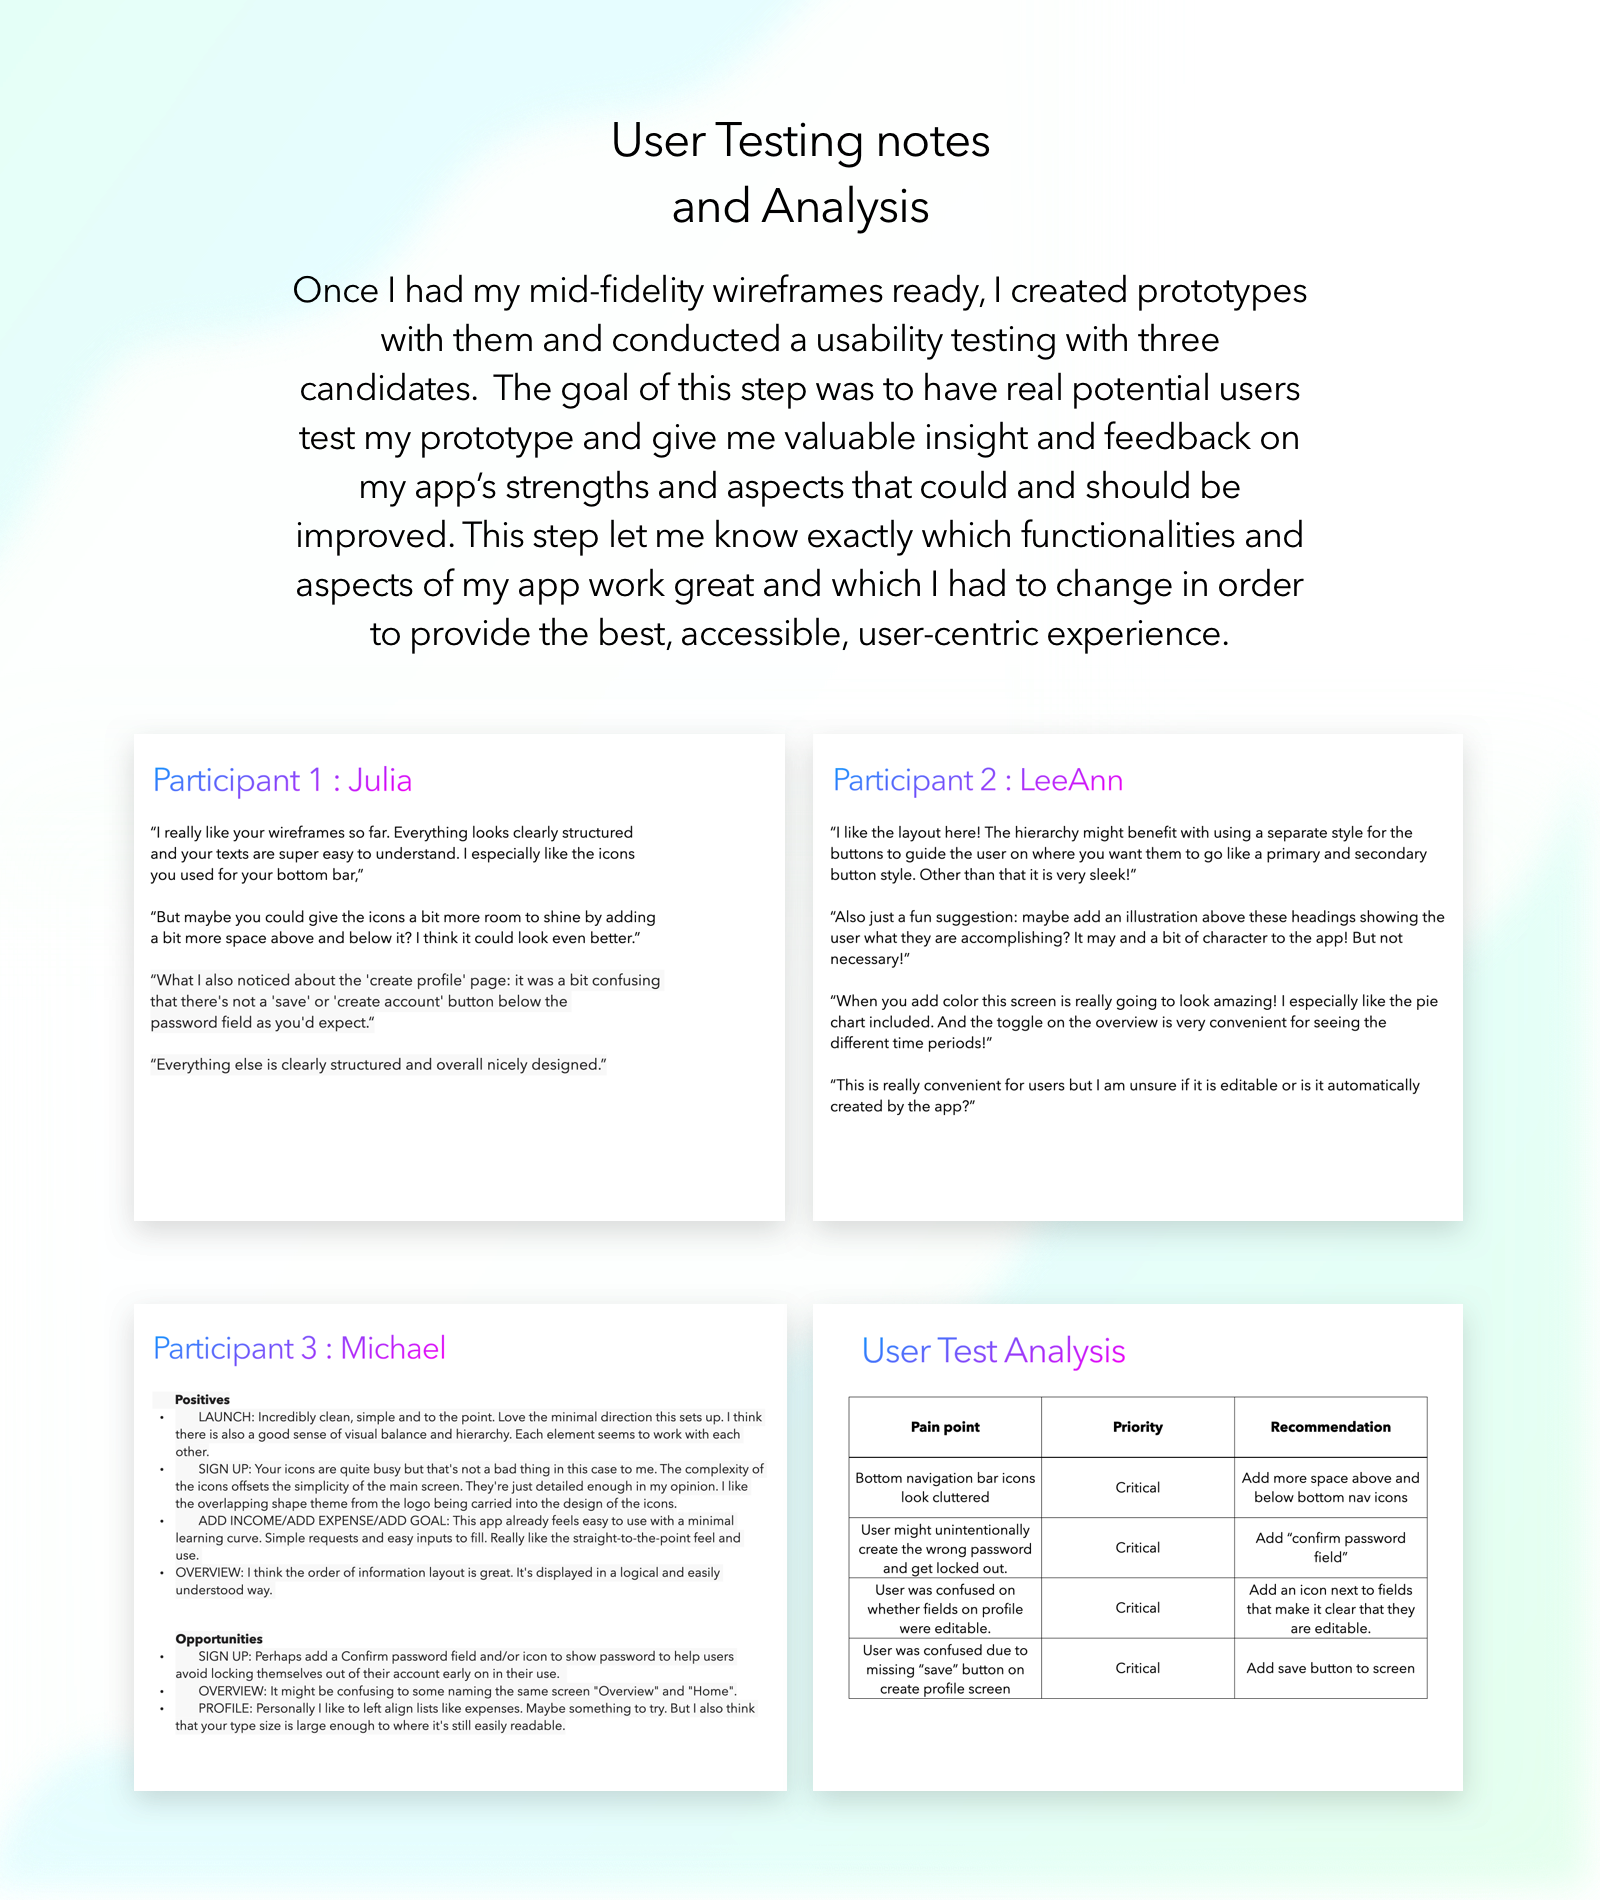 User Testing notes
and Analysis
Once I had my mid-fidelity wireframes ready, I created prototypes
with them and conducted a usability testing with three
candidates.  The goal of this step was to have real potential users
test my prototype and give me valuable insight and feedback on
my app’s strengths and aspects that could and should be
improved. This step let me know exactly which functionalities and
aspects of my app work great and which I had to change in order
to provide the best, accessible, user-centric experience.
Participant 1 : Julia
“I really like your wireframes so far. Everything looks clearly structured
and your texts are super easy to understand. I especially like the icons
you used for your bottom bar,”
“But maybe you could give the icons a bit more room to shine by adding
a bit more space above and below it? I think it could look even better.”
“What I also noticed about the 'create profile' page: it was a bit confusing
that there's not a 'save' or 'create account' button below the
password field as you'd expect.”
“Everything else is clearly structured and overall nicely designed.”
Participant 2 : LeeAnn
“I like the layout here! The hierarchy might benefit with using a separate style for the
buttons to guide the user on where you want them to go like a primary and secondary
button style. Other than that it is very sleek!”
“Also just a fun suggestion: maybe add an illustration above these headings showing the
user what they are accomplishing? It may and a bit of character to the app! But not
necessary!”
“When you add color this screen is really going to look amazing! I especially like the pie
chart included. And the toggle on the overview is very convenient for seeing the
different time periods!”
“This is really convenient for users but I am unsure if it is editable or is it automatically
created by the app?”
Participant 3 : Michael
Positives
• LAUNCH: Incredibly clean, simple and to the point. Love the minimal direction this sets up. I think
there is also a good sense of visual balance and hierarchy. Each element seems to work with each
other.
• SIGN UP: Your icons are quite busy but that's not a bad thing in this case to me. The complexity of
the icons offsets the simplicity of the main screen. They're just detailed enough in my opinion. I like
the overlapping shape theme from the logo being carried into the design of the icons.
• ADD INCOME/ADD EXPENSE/ADD GOAL: This app already feels easy to use with a minimal
learning curve. Simple requests and easy inputs to fill. Really like the straight-to-the-point feel and
use.
• OVERVIEW: I think the order of information layout is great. It's displayed in a logical and easily
understood way.
Opportunities
• SIGN UP: Perhaps add a Confirm password field and/or icon to show password to help users
avoid locking themselves out of their account early on in their use.
• OVERVIEW: It might be confusing to some naming the same screen "Overview" and "Home".
• PROFILE: Personally I like to left align lists like expenses. Maybe something to try. But I also think
that your type size is large enough to where it's still easily readable.
User Test Analysis
Pain point
Priority
Recommendation
Bottom navigation bar icons
look cluttered
Critical
Add more space above and
below bottom nav icons
User might unintentionally
create the wrong password
and get locked out.
Critical
Add “confirm password
field”
User was confused on
whether fields on profile
were editable.
Critical
Add an icon next to fields
that make it clear that they
are editable.
User was confused due to
missing “save” button on
create profile screen
Critical
Add save button to screen